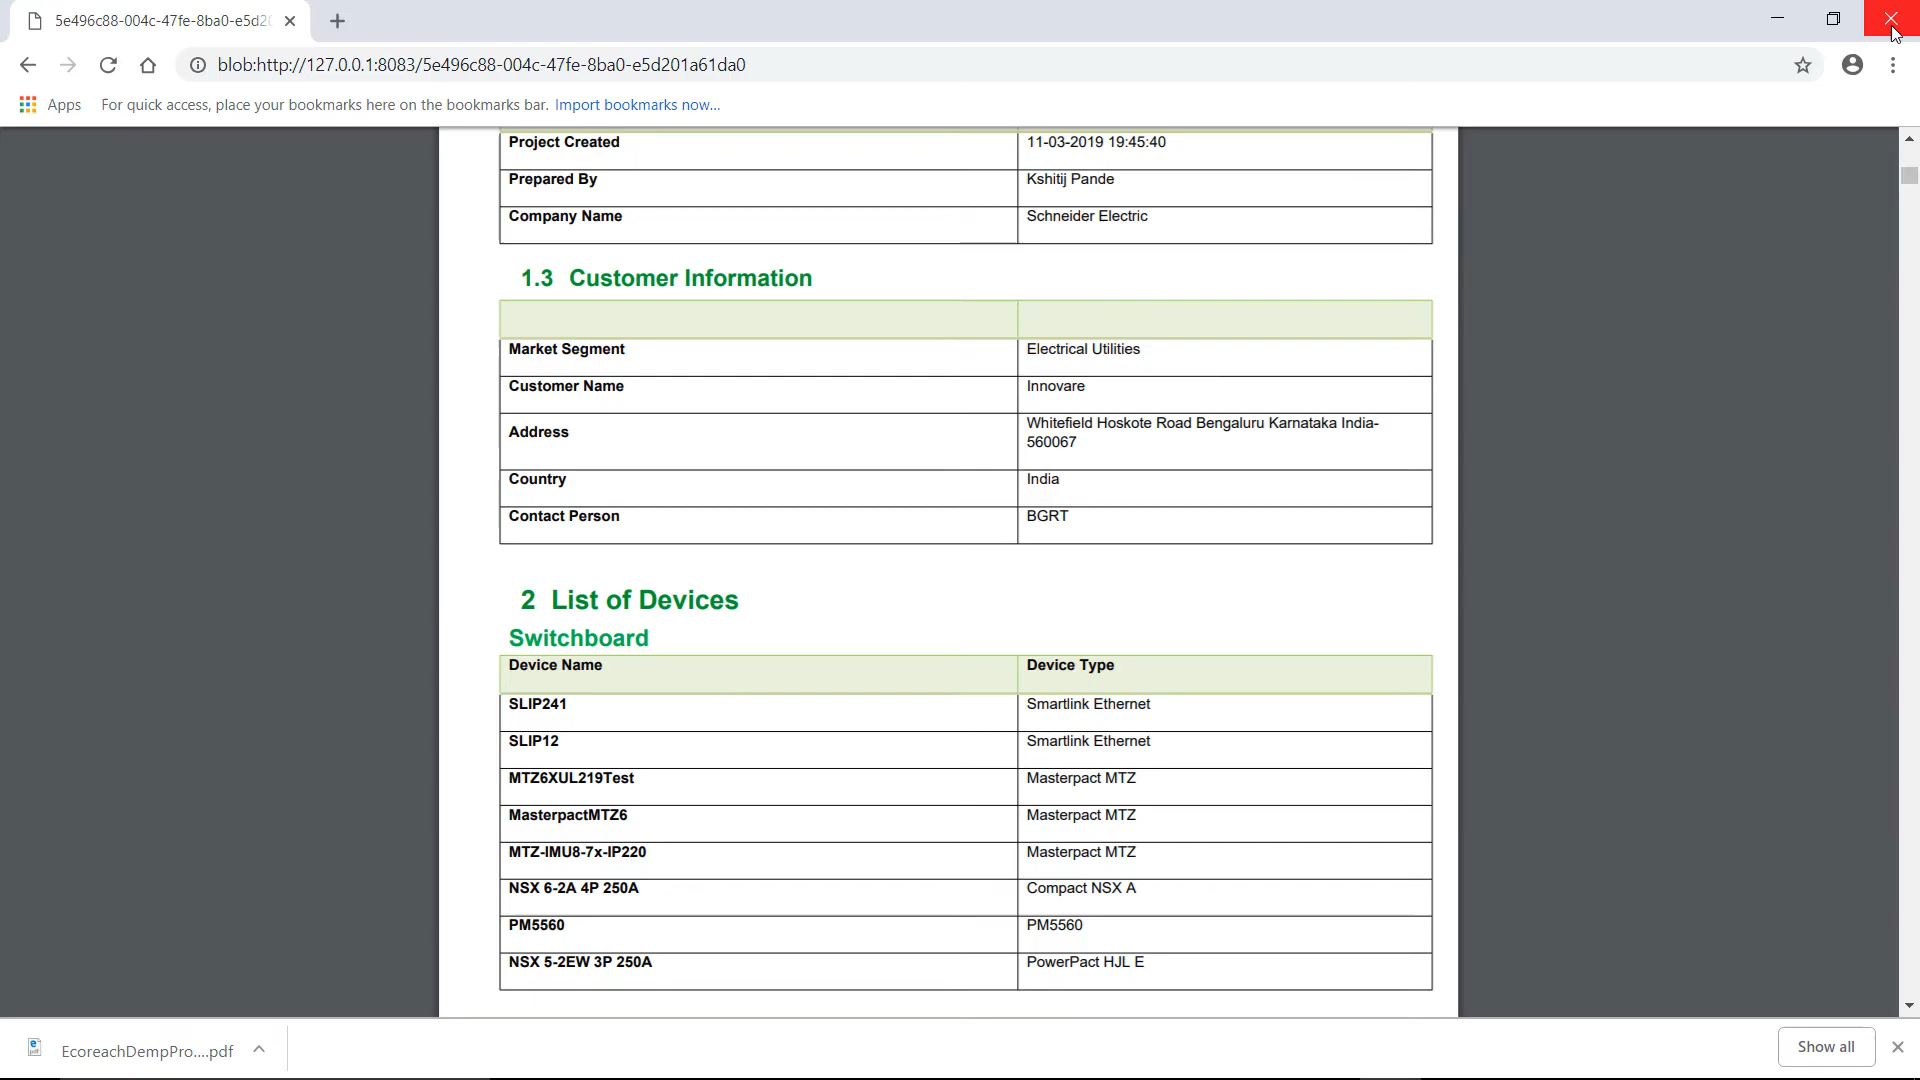 5e496c88-004c-47fe-8ba0-e5d20
blob:http://127.0.0.1:8083/5e496c88-004c-47fe-8ba0-e5d201a61da0
Apps For quick access, place your bookmarks here on the bookmarks bar. Import bookmarks now...
Project Created 11-03-2019 19:45:40
Prepared By Kshitij Pande
Company Name Schneider Electric
1.3 Customer Information
Market Segment Electrical Utilities
Customer Name Innovare
Address Whitefield Hoskote Road Bengaluru Karnataka India-
560067
Country India
Contact Person BGRT
2 List of Devices
Switchboard
Device Name Device Type
SLIP241 Smartlink Ethernet
SLIP12 Smartlink Ethernet
MTZ6XUL219Test Masterpact MTZ
MasterpactMTZ6 Masterpact MTZ
MTZ-IMU8-7x-IP220 Masterpact MTZ
NSX 6-2A 4P 250A Compact NSX A
PM5560 PM5560
NSX 5-2EW 3P 250A PowerPact HJL E
EcoreachDempPro....pdf Show all